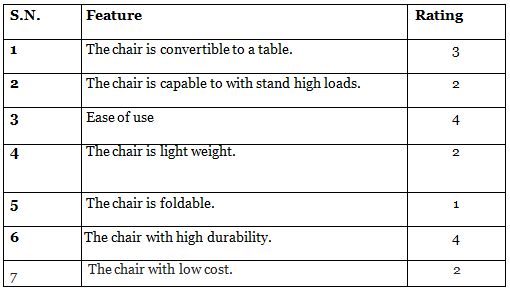 S.N. Feature Rating
1 The chair is convertible to a table. 3
2 The chair is capable to with stand high loads. 2
3 Ease of use 4
4 The chair is light weight. 2
5 The chair is foldable. 1
6 The chair with high durability. 4
7 The chair with low cost. 2